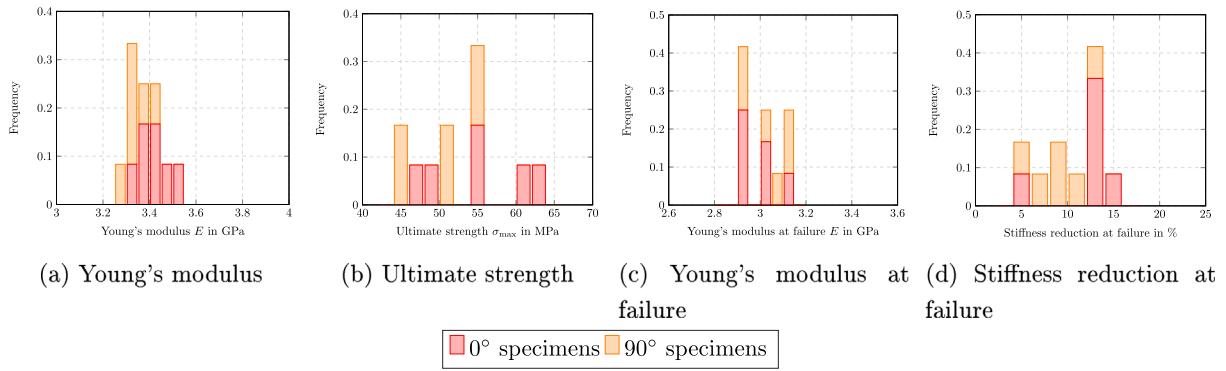 0.4
0.3
0.2
0.1
0
Frequency
3 3.2 3.4 3.6 3.8 4
Young's modulus E in GPa
(a) Young's modulus
0.4
0.3
0.2
0.1
0
Frequency
40 45 50 55 60 65 70
Ultimate strength σmax in MPa
(b) Ultimate strength
0.5
0.4
0.3
0.2
0.1
0
Frequency
2.6 2.8 3 3.2 3.4 3.6
Young's modulus at failure E in GPa
(c) Young's modulus at
failure
0.5
0.4
0.3
0.2
0.1
0
Frequency
0 5 10 15 20 25
Stiffness reduction at failure in %
(d) Stiffness reduction at
failure
0° specimens 90° specimens